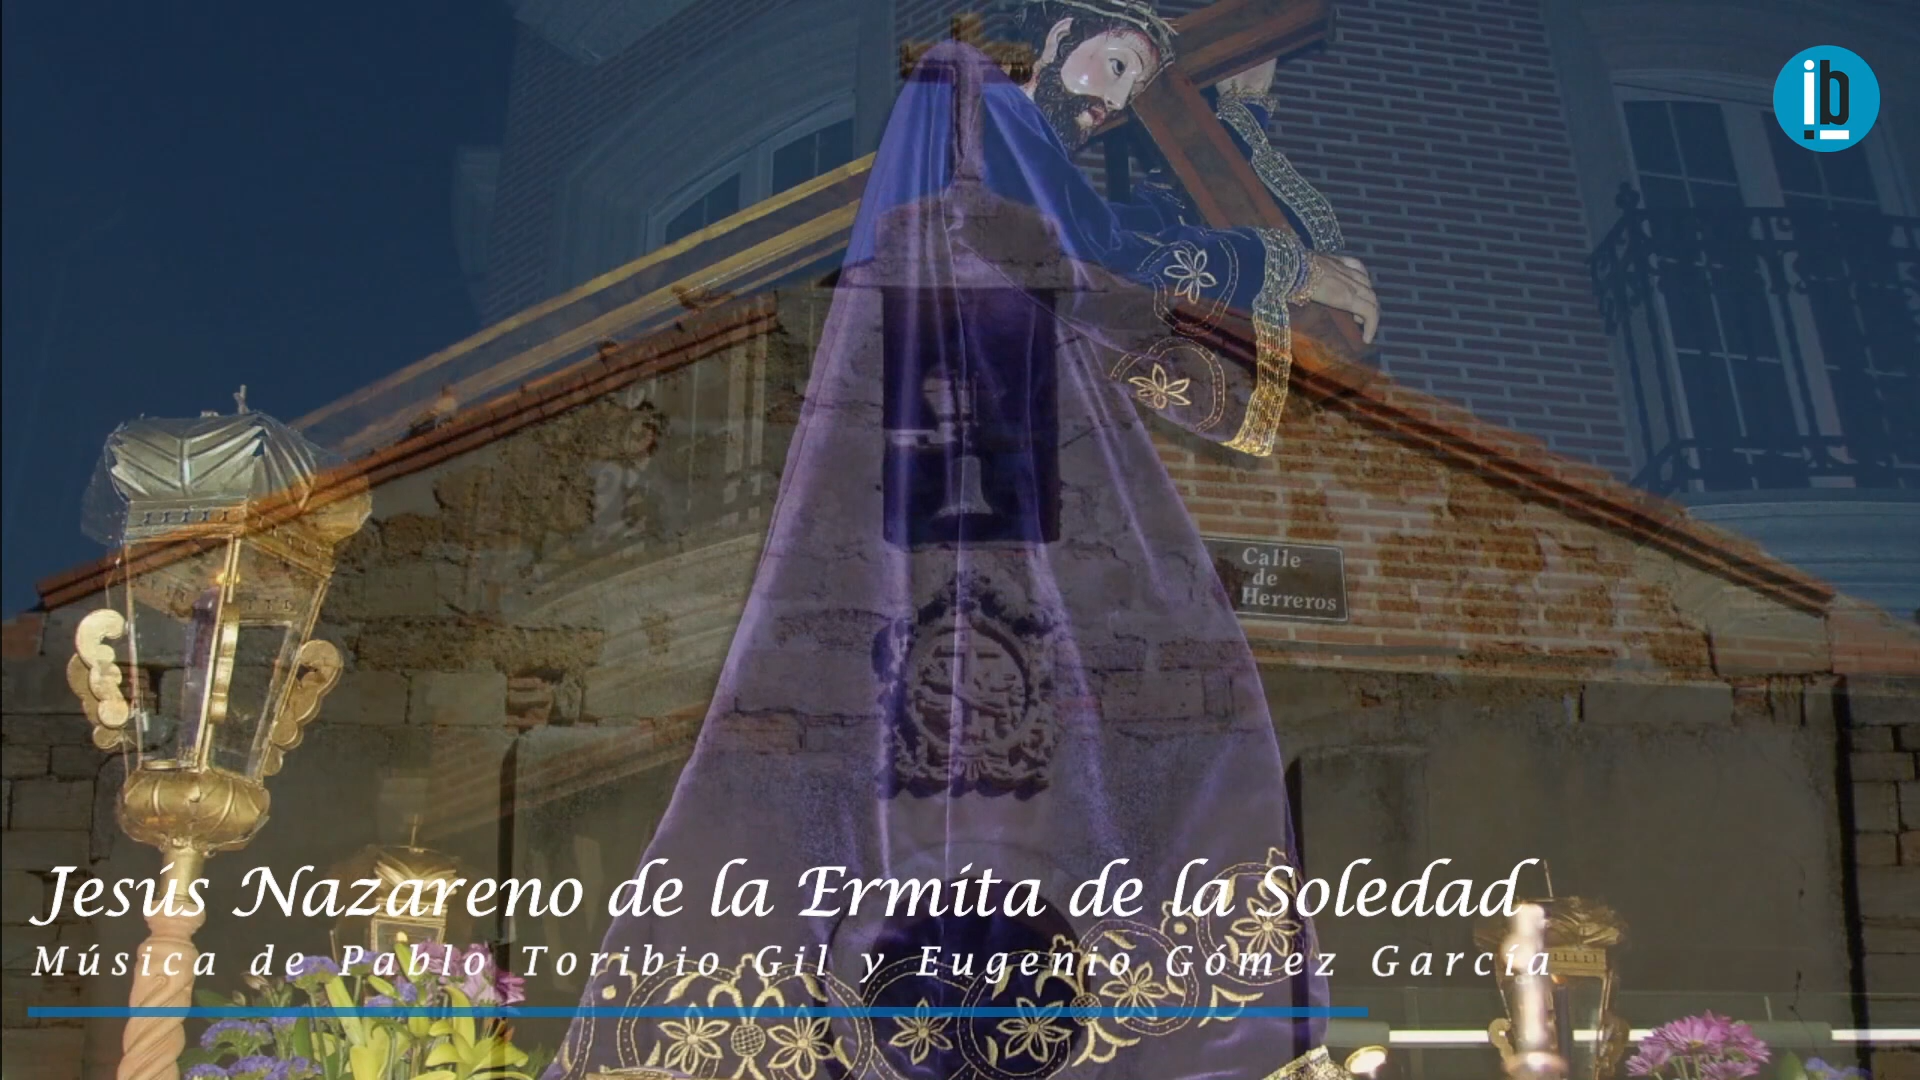 ib
Calle
de
Herreros
Jesús Nazareno de la Ermita de la Soledad
Música de Pablo Toribio Gil y Eugenio Gómez García